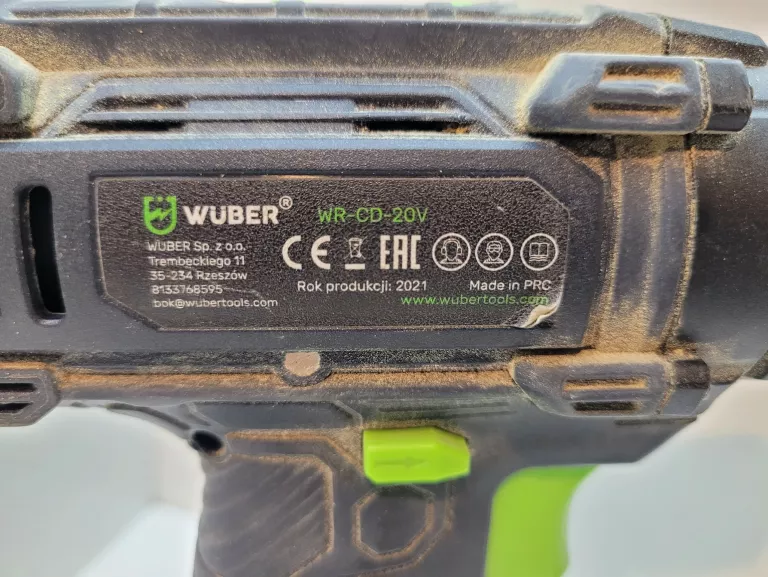 WUBER®
WR-CD-20V
WUBER Sp. z o.o.
Trembeckiego 11
35-234 Rzeszów
8133768595
bok@wubertools.com
CE
EAC
Rok produkcji: 2021
Made in PRC
www.wubertools.com